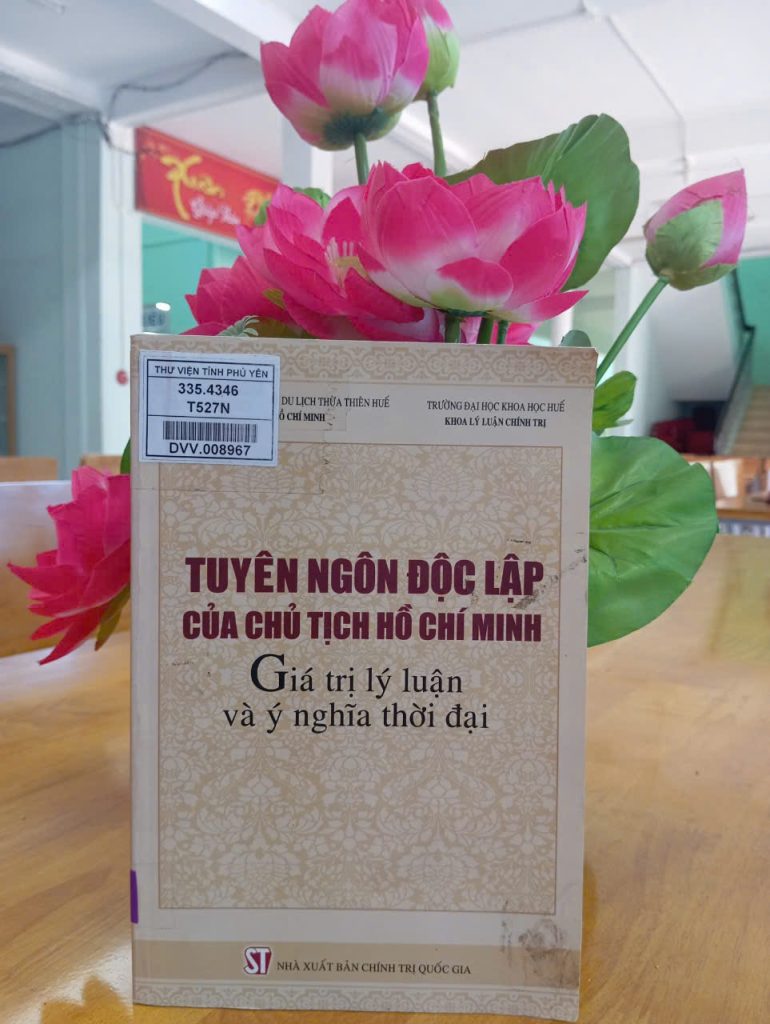 Xuân
THƯ VIỆN TỈNH PHÚ YÊN
335.4346
T527N
DVV.008967
DU LỊCH THỪA THIÊN HUẾ
HỒ CHÍ MINH
TRƯỜNG ĐẠI HỌC KHOA HỌC HUẾ
KHOA LÝ LUẬN CHÍNH TRỊ
TUYÊN NGÔN ĐỘC LẬP
CỦA CHỦ TỊCH HỒ CHÍ MINH
Giá trị lý luận
và ý nghĩa thời đại
ST NHÀ XUẤT BẢN CHÍNH TRỊ QUỐC GIA